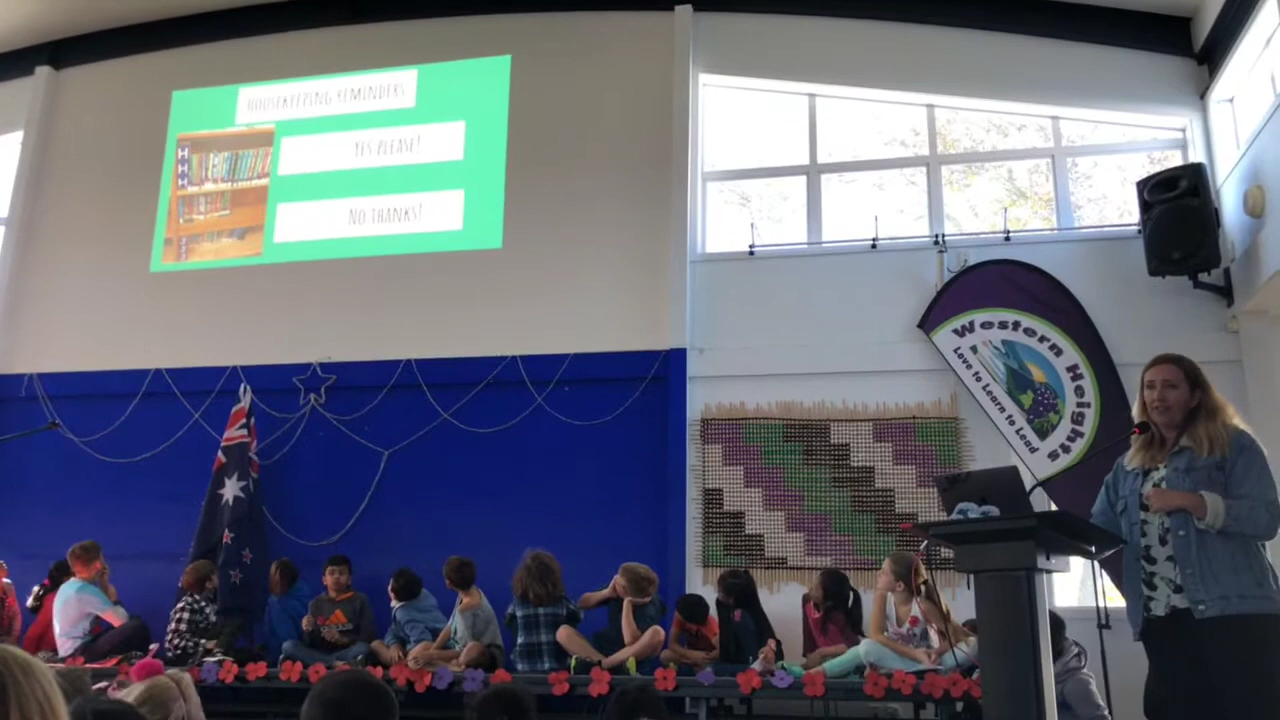 HOUSEKEEPING REMINDERS
YES PLEASE!
NO THANKS!
Western Heights
Love to Learn to Lead